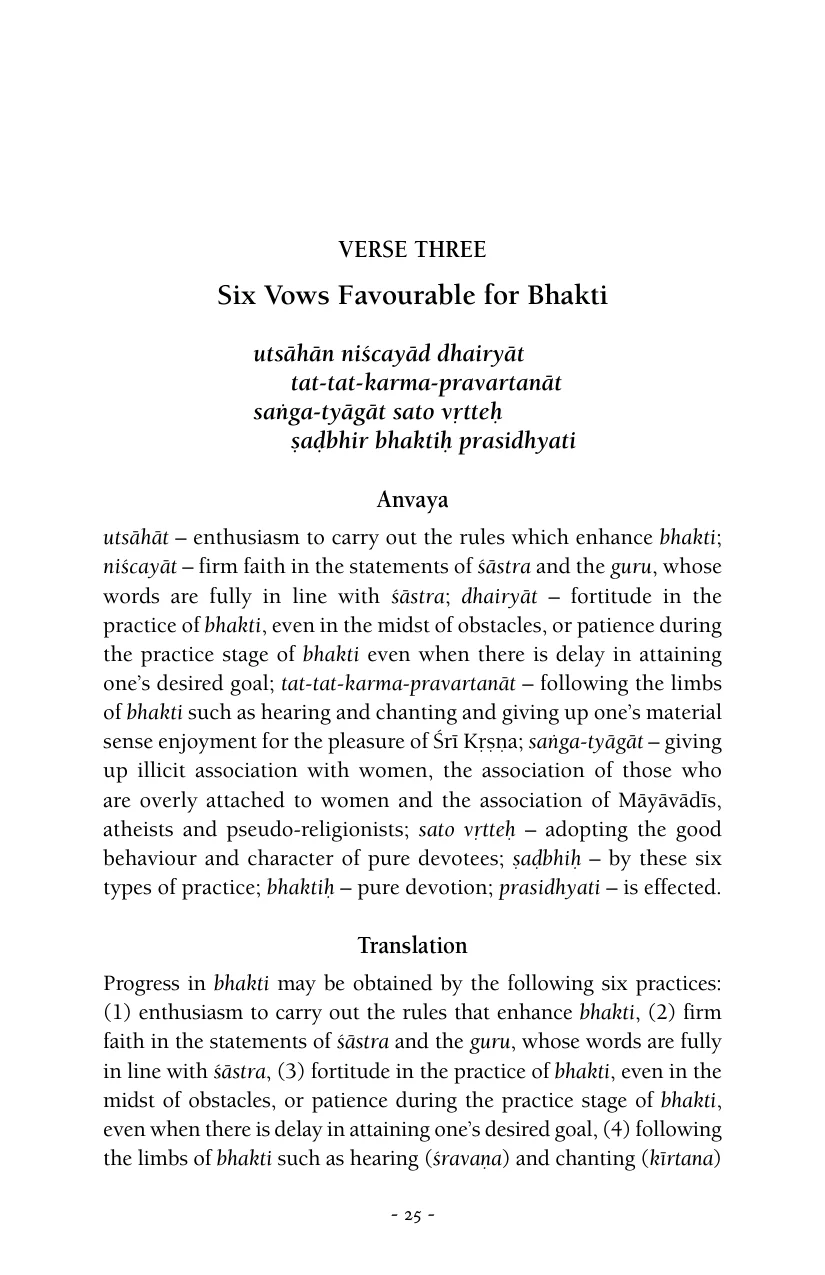 VERSE THREE
Six Vows Favourable for Bhakti
utsāhān niścayād dhairyāt
tat-tat-karma-pravartanāt
saṅga-tyāgāt sato vṛtteḥ
ṣaḍbhir bhaktiḥ prasidhyati
Anvaya
utsāhāt – enthusiasm to carry out the rules which enhance bhakti;
niścayāt – firm faith in the statements of śāstra and the guru, whose
words are fully in line with śāstra; dhairyāt – fortitude in the
practice of bhakti, even in the midst of obstacles, or patience during
the practice stage of bhakti even when there is delay in attaining
one’s desired goal; tat-tat-karma-pravartanāt – following the limbs
of bhakti such as hearing and chanting and giving up one’s material
sense enjoyment for the pleasure of Śrī Kṛṣṇa; saṅga-tyāgāt – giving
up illicit association with women, the association of those who
are overly attached to women and the association of Māyāvādīs,
atheists and pseudo-religionists; sato vṛtteḥ – adopting the good
behaviour and character of pure devotees; ṣaḍbhiḥ – by these six
types of practice; bhaktiḥ – pure devotion; prasidhyati – is effected.
Translation
Progress in bhakti may be obtained by the following six practices:
(1) enthusiasm to carry out the rules that enhance bhakti, (2) firm
faith in the statements of śāstra and the guru, whose words are fully
in line with śāstra, (3) fortitude in the practice of bhakti, even in the
midst of obstacles, or patience during the practice stage of bhakti,
even when there is delay in attaining one’s desired goal, (4) following
the limbs of bhakti such as hearing (śravaṇa) and chanting (kīrtana)
- 25 -